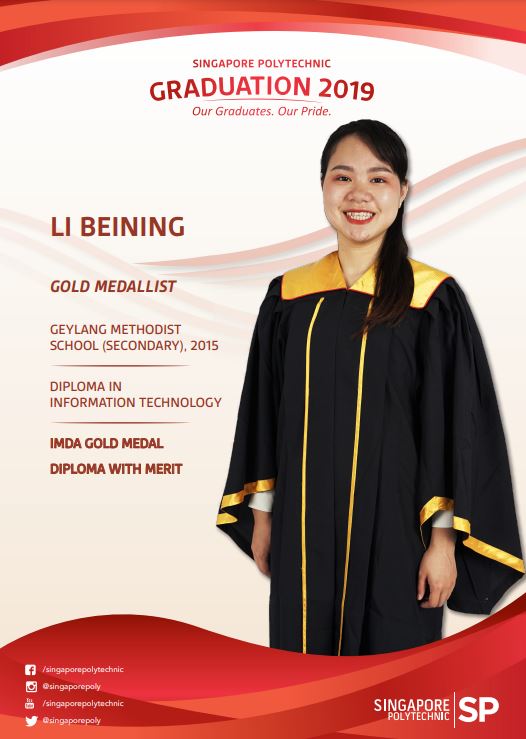 SINGAPORE POLYTECHNIC
GRADUATION 2019
Our Graduates. Our Pride.
LI BEINING
GOLD MEDALLIST
GEYLANG METHODIST
SCHOOL (SECONDARY), 2015
DIPLOMA IN
INFORMATION TECHNOLOGY
IMDA GOLD MEDAL
DIPLOMA WITH MERIT
/singaporepolytechnic
@singaporepoly
/singaporepolytechnic
@singaporepoly
SINGAPORE
POLYTECHNIC
SP